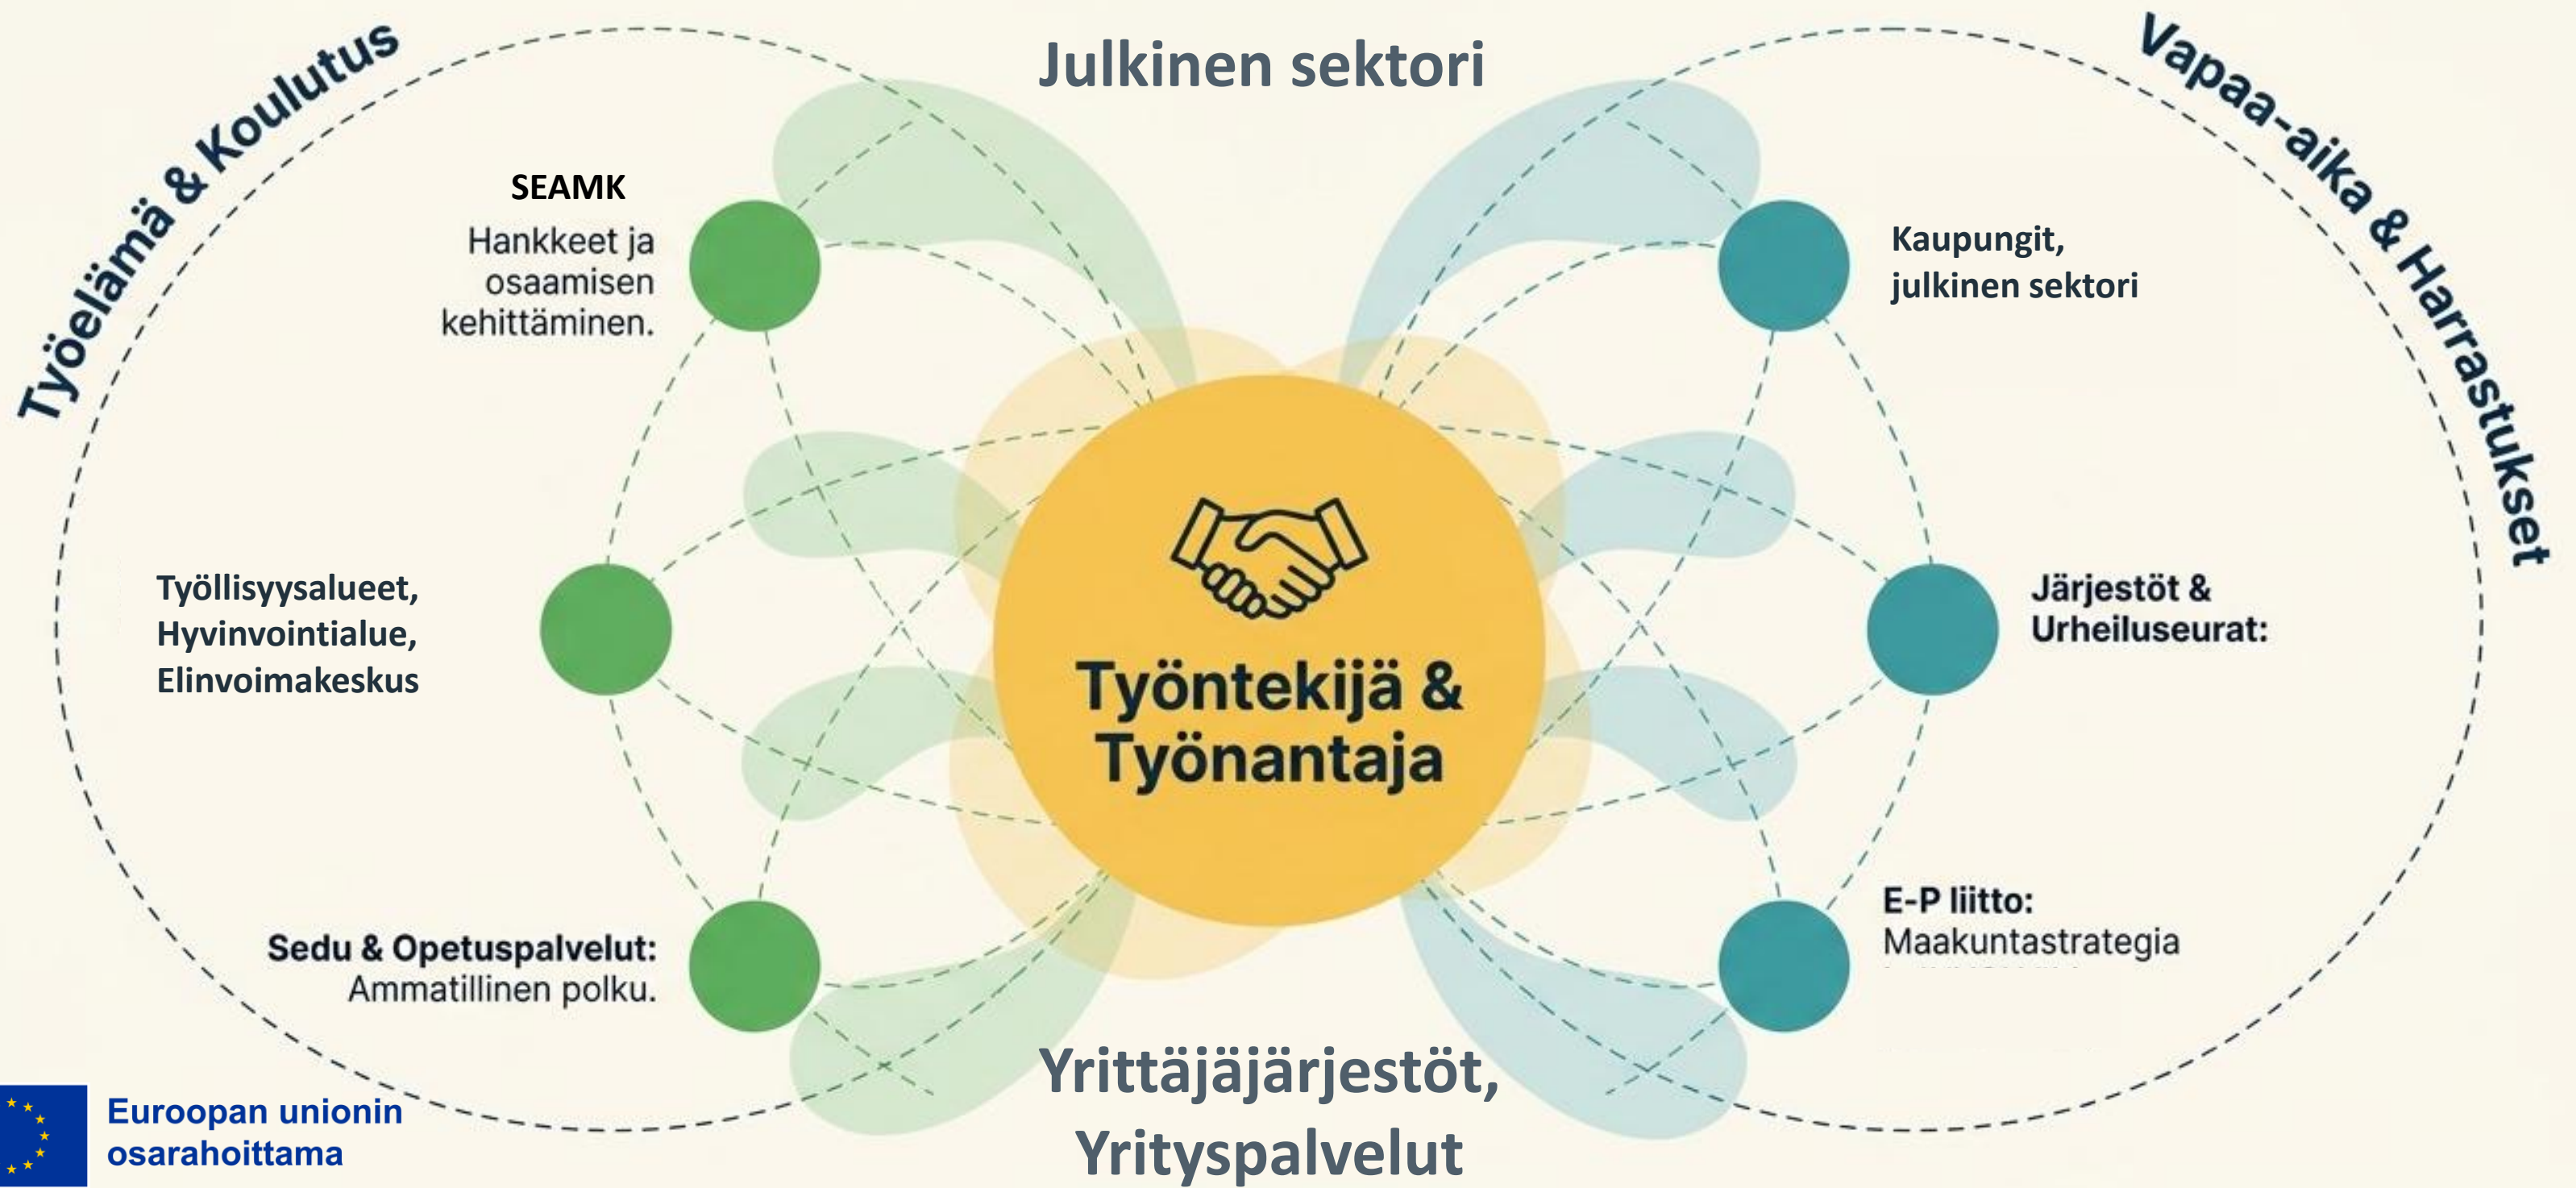 Työelämä & Koulutus
Julkinen sektori
Vapaa-aika & Harrastukset
SEAMK
Hankkeet ja
osaamisen
kehittäminen.
Kaupungit,
julkinen sektori
Työllisyysalueet,
Hyvinvointialue,
Elinvoimakeskus
Työntekijä &
Työnantaja
Järjestöt &
Urheiluseurat:
Sedu & Opetuspalvelut:
Ammatillinen polku.
E-P liitto:
Maakuntastrategia
Yrittäjäjärjestöt,
Yrityspalvelut
Euroopan unionin
osarahoittama